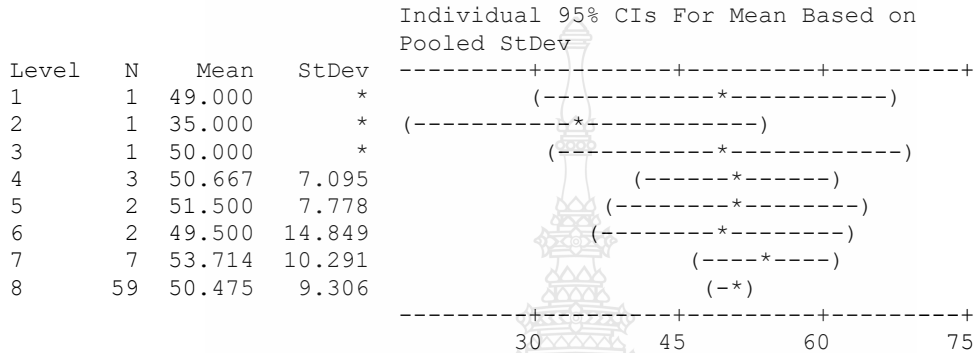 Individual 95% CIs For Mean Based on
                                         Pooled StDev
Level    N    Mean   StDev  ---------+---------+---------+---------+
1        1  49.000       *           (------------*-----------)
2        1  35.000       *  (-----------*------------)
3        1  50.000       *            (-----------*------------)
4        3  50.667   7.095                  (------*------)
5        2  51.500   7.778                (--------*--------)
6        2  49.500  14.849               (--------*--------)
7        7  53.714  10.291                      (----*----)
8       59  50.475   9.306                       (-*)
                            ---------+---------+---------+---------+
                                    30        45        60        75